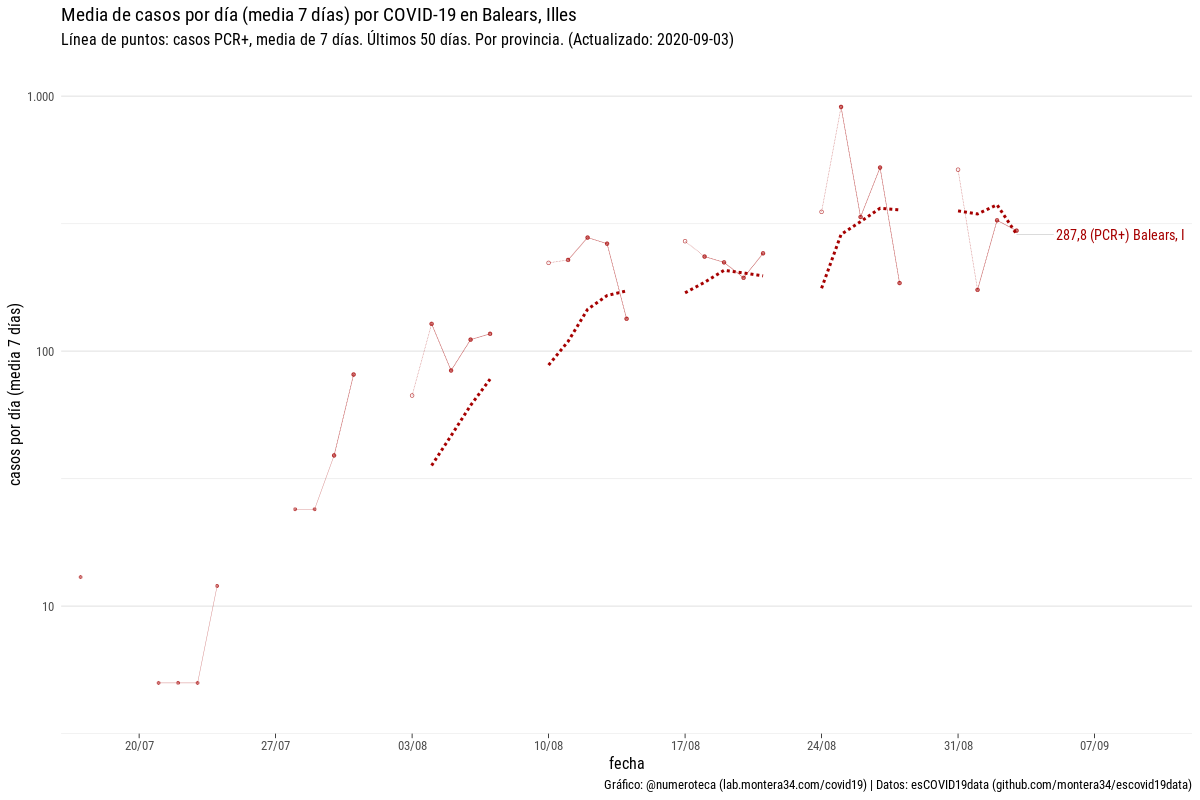 Media de casos por día (media 7 días) por COVID-19 en Balears, Illes
Línea de puntos: casos PCR+, media de 7 días. Últimos 50 días. Por provincia. (Actualizado: 2020-09-03)
casos por día (media 7 días)
1.000
100
10
287,8 (PCR+) Balears, I
20/07 27/07 03/08 10/08 17/08 24/08 31/08 07/09
fecha
Gráfico: @numeroteca (lab.montera34.com/covid19) | Datos: esCOVID19data (github.com/montera34/escovid19data)